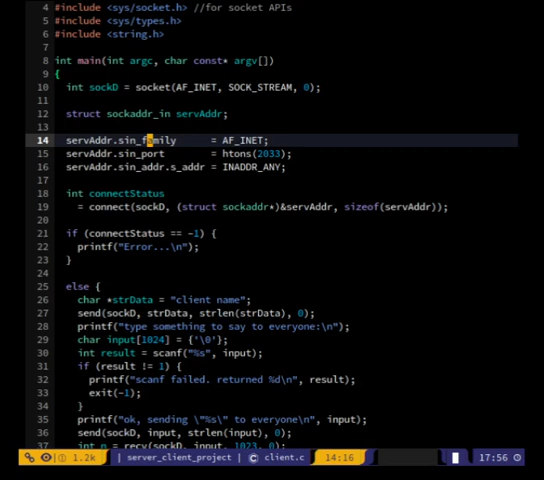 4 #include <sys/socket.h> //for socket APIs
5 #include <sys/types.h>
6 #include <string.h>
7
8 int main(int argc, char const* argv[])
9 {
10 int sockD = socket(AF_INET, SOCK_STREAM, 0);
11
12 struct sockaddr_in servAddr;
13
14 servAddr.sin_family = AF_INET;
15 servAddr.sin_port = htons(2033);
16 servAddr.sin_addr.s_addr = INADDR_ANY;
17
18 int connectStatus
19 = connect(sockD, (struct sockaddr*)&servAddr, sizeof(servAddr));
20
21 if (connectStatus == -1) {
22 printf("Error...\n");
23 }
24
25 else {
26 char *strData = "client name";
27 send(sockD, strData, strlen(strData), 0);
28 printf("type something to say to everyone:\n");
29 char input[1024] = {'\0'};
30 int result = scanf("%s", input);
31 if (result != 1) {
32 printf("scanf failed. returned %d\n", result);
33 exit(-1);
34 }
35 printf("ok, sending \"%s\" to everyone\n", input);
36 send(sockD, input, strlen(input), 0);
37 int n = recv(sockD, input, 1023, 0);
1.2k | server_client_project | client.c 14:16 17:56